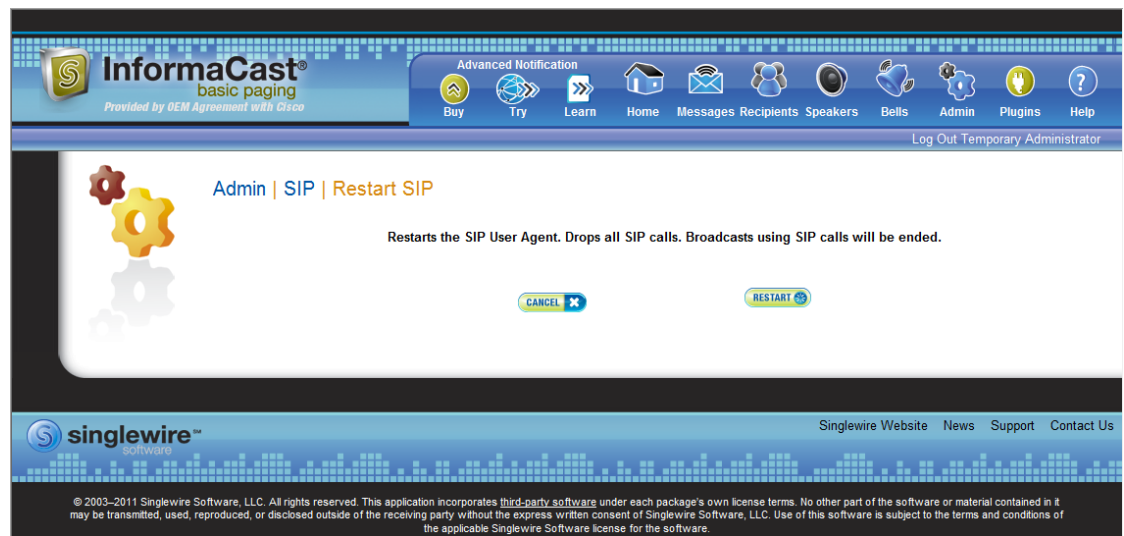 InformaCast®
basic paging
Provided by OEM Agreement with Cisco
Advanced Notification
Buy Try Learn Home Messages Recipients Speakers Bells Admin Plugins Help
Log Out Temporary Administrator
Admin | SIP | Restart SIP
Restarts the SIP User Agent. Drops all SIP calls. Broadcasts using SIP calls will be ended.
CANCEL RESTART
singlewire℠
software
Singlewire Website News Support Contact Us
© 2003–2011 Singlewire Software, LLC. All rights reserved. This application incorporates third-party software under each package's own license terms. No other part of the software or material contained in it
may be transmitted, used, reproduced, or disclosed outside of the receiving party without the express written consent of Singlewire Software, LLC. Use of this software is subject to the terms and conditions of
the applicable Singlewire Software license for the software.